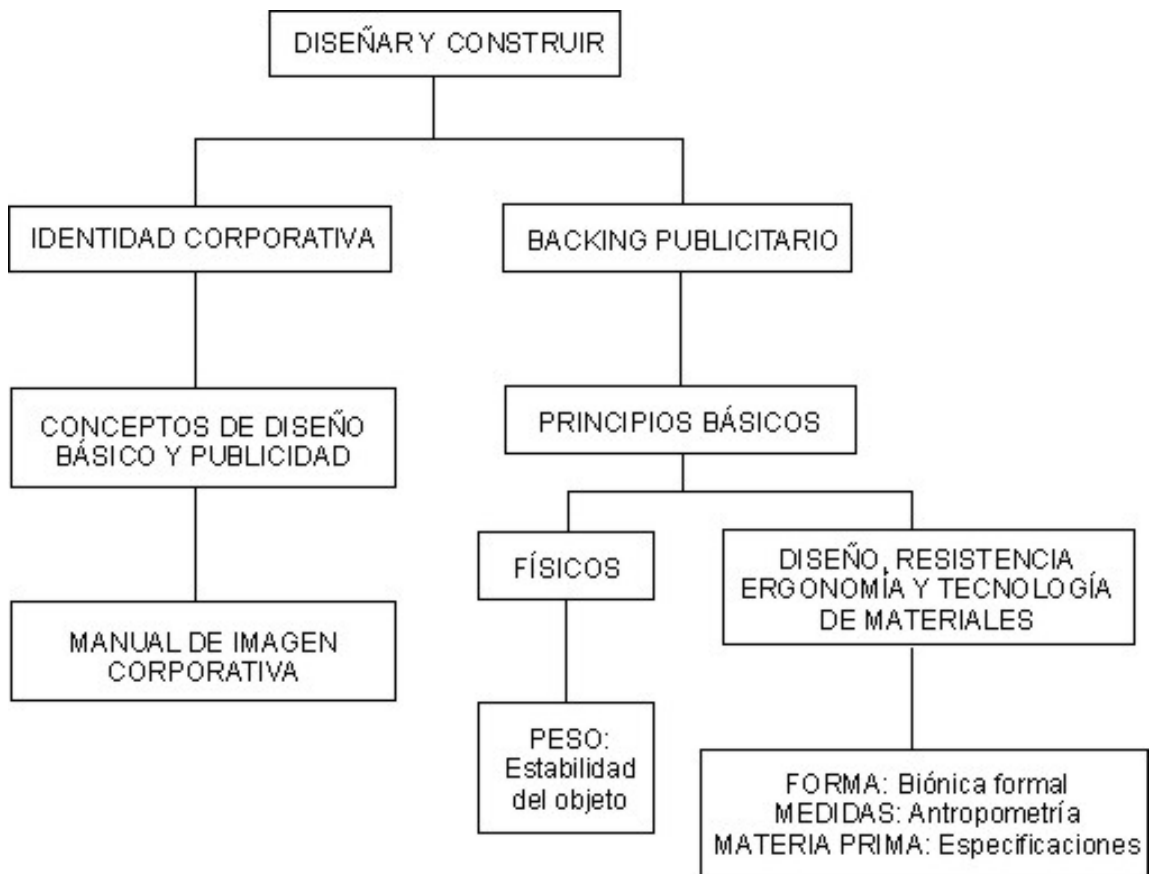 DISEÑAR Y CONSTRUIR
IDENTIDAD CORPORATIVA
BACKING PUBLICITARIO
CONCEPTOS DE DISEÑO
BÁSICO Y PUBLICIDAD
PRINCIPIOS BÁSICOS
FÍSICOS
DISEÑO, RESISTENCIA
ERGONOMÍA Y TECNOLOGÍA
DE MATERIALES
MANUAL DE IMAGEN
CORPORATIVA
PESO:
Estabilidad
del objeto
FORMA: Biónica formal
MEDIDAS: Antropometría
MATERIA PRIMA: Especificaciones